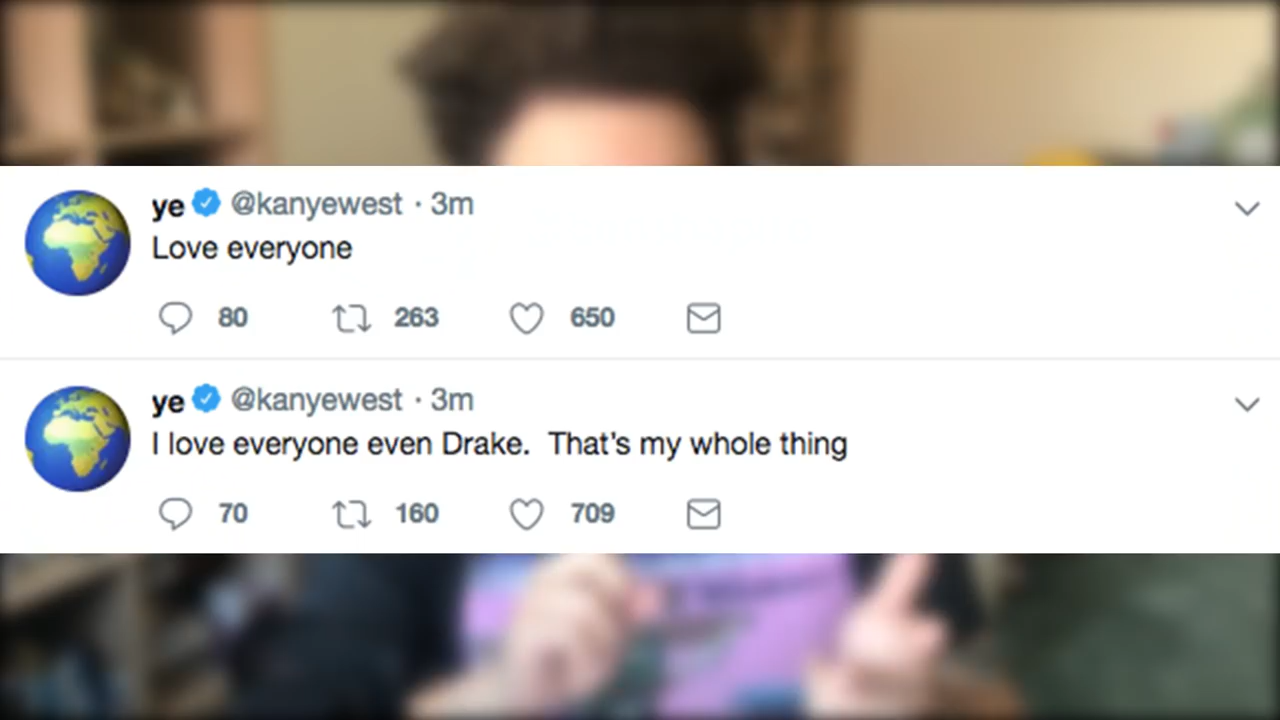 ye @kanyewest · 3m
Love everyone
80 263 650
ye @kanyewest · 3m
I love everyone even Drake.  That's my whole thing
70 160 709